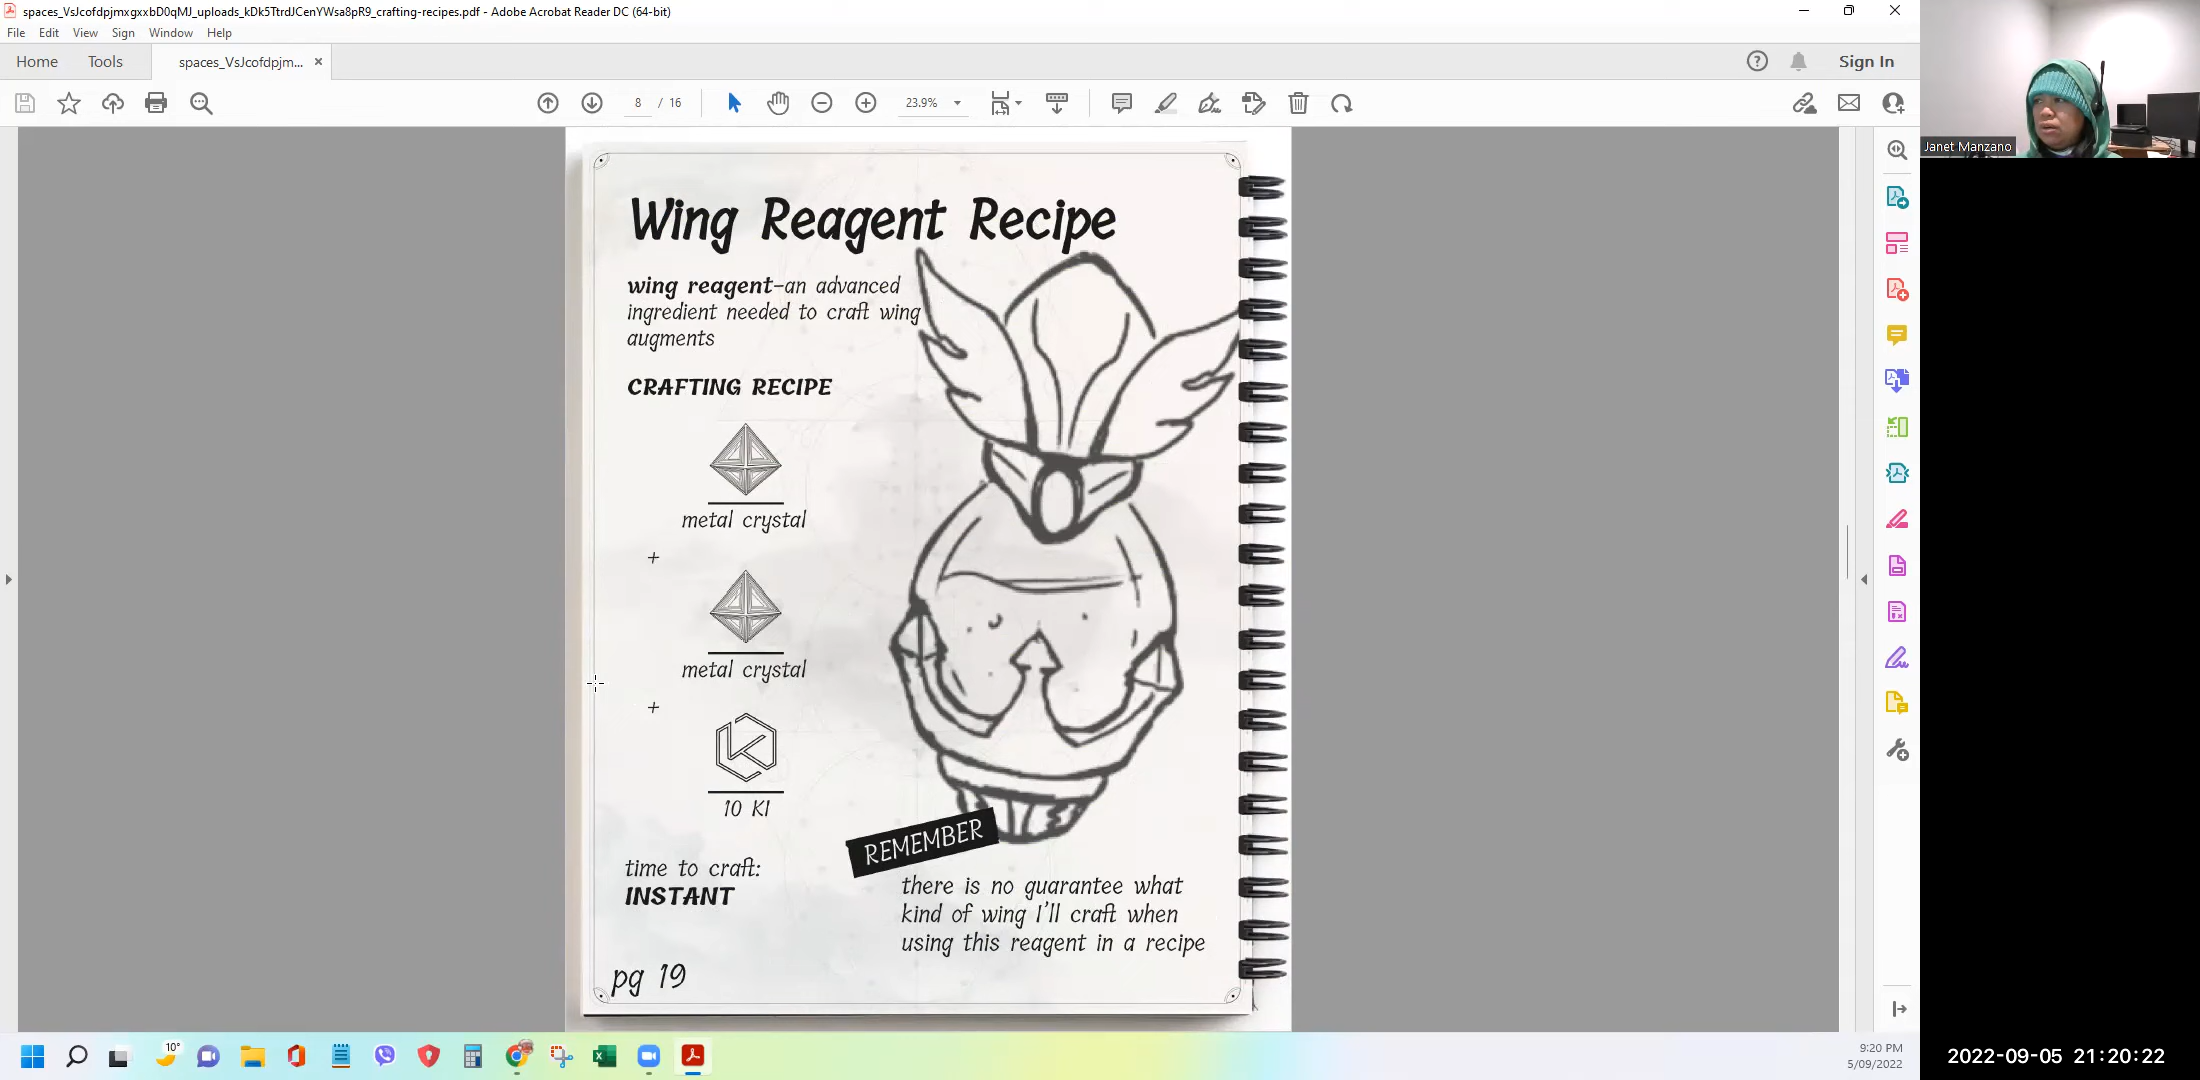 spaces_VsJcofdpjmxgxxbD0qMJ_uploads_kDk5TtrdJCenYWsa8pR9_crafting-recipes.pdf - Adobe Acrobat Reader DC (64-bit)
File Edit View Sign Window Help
Home Tools spaces_VsJcofdpjm... Sign In
8 / 16 23.9%
Janet Manzano
Wing Reagent Recipe
wing reagent-an advanced
ingredient needed to craft wing
augments
CRAFTING RECIPE
metal crystal
+
metal crystal
+
10 KI
time to craft:
INSTANT
REMEMBER
there is no guarantee what
kind of wing I'll craft when
using this reagent in a recipe
pg 19
10°
9:20 PM
5/09/2022
2022-09-05 21:20:22